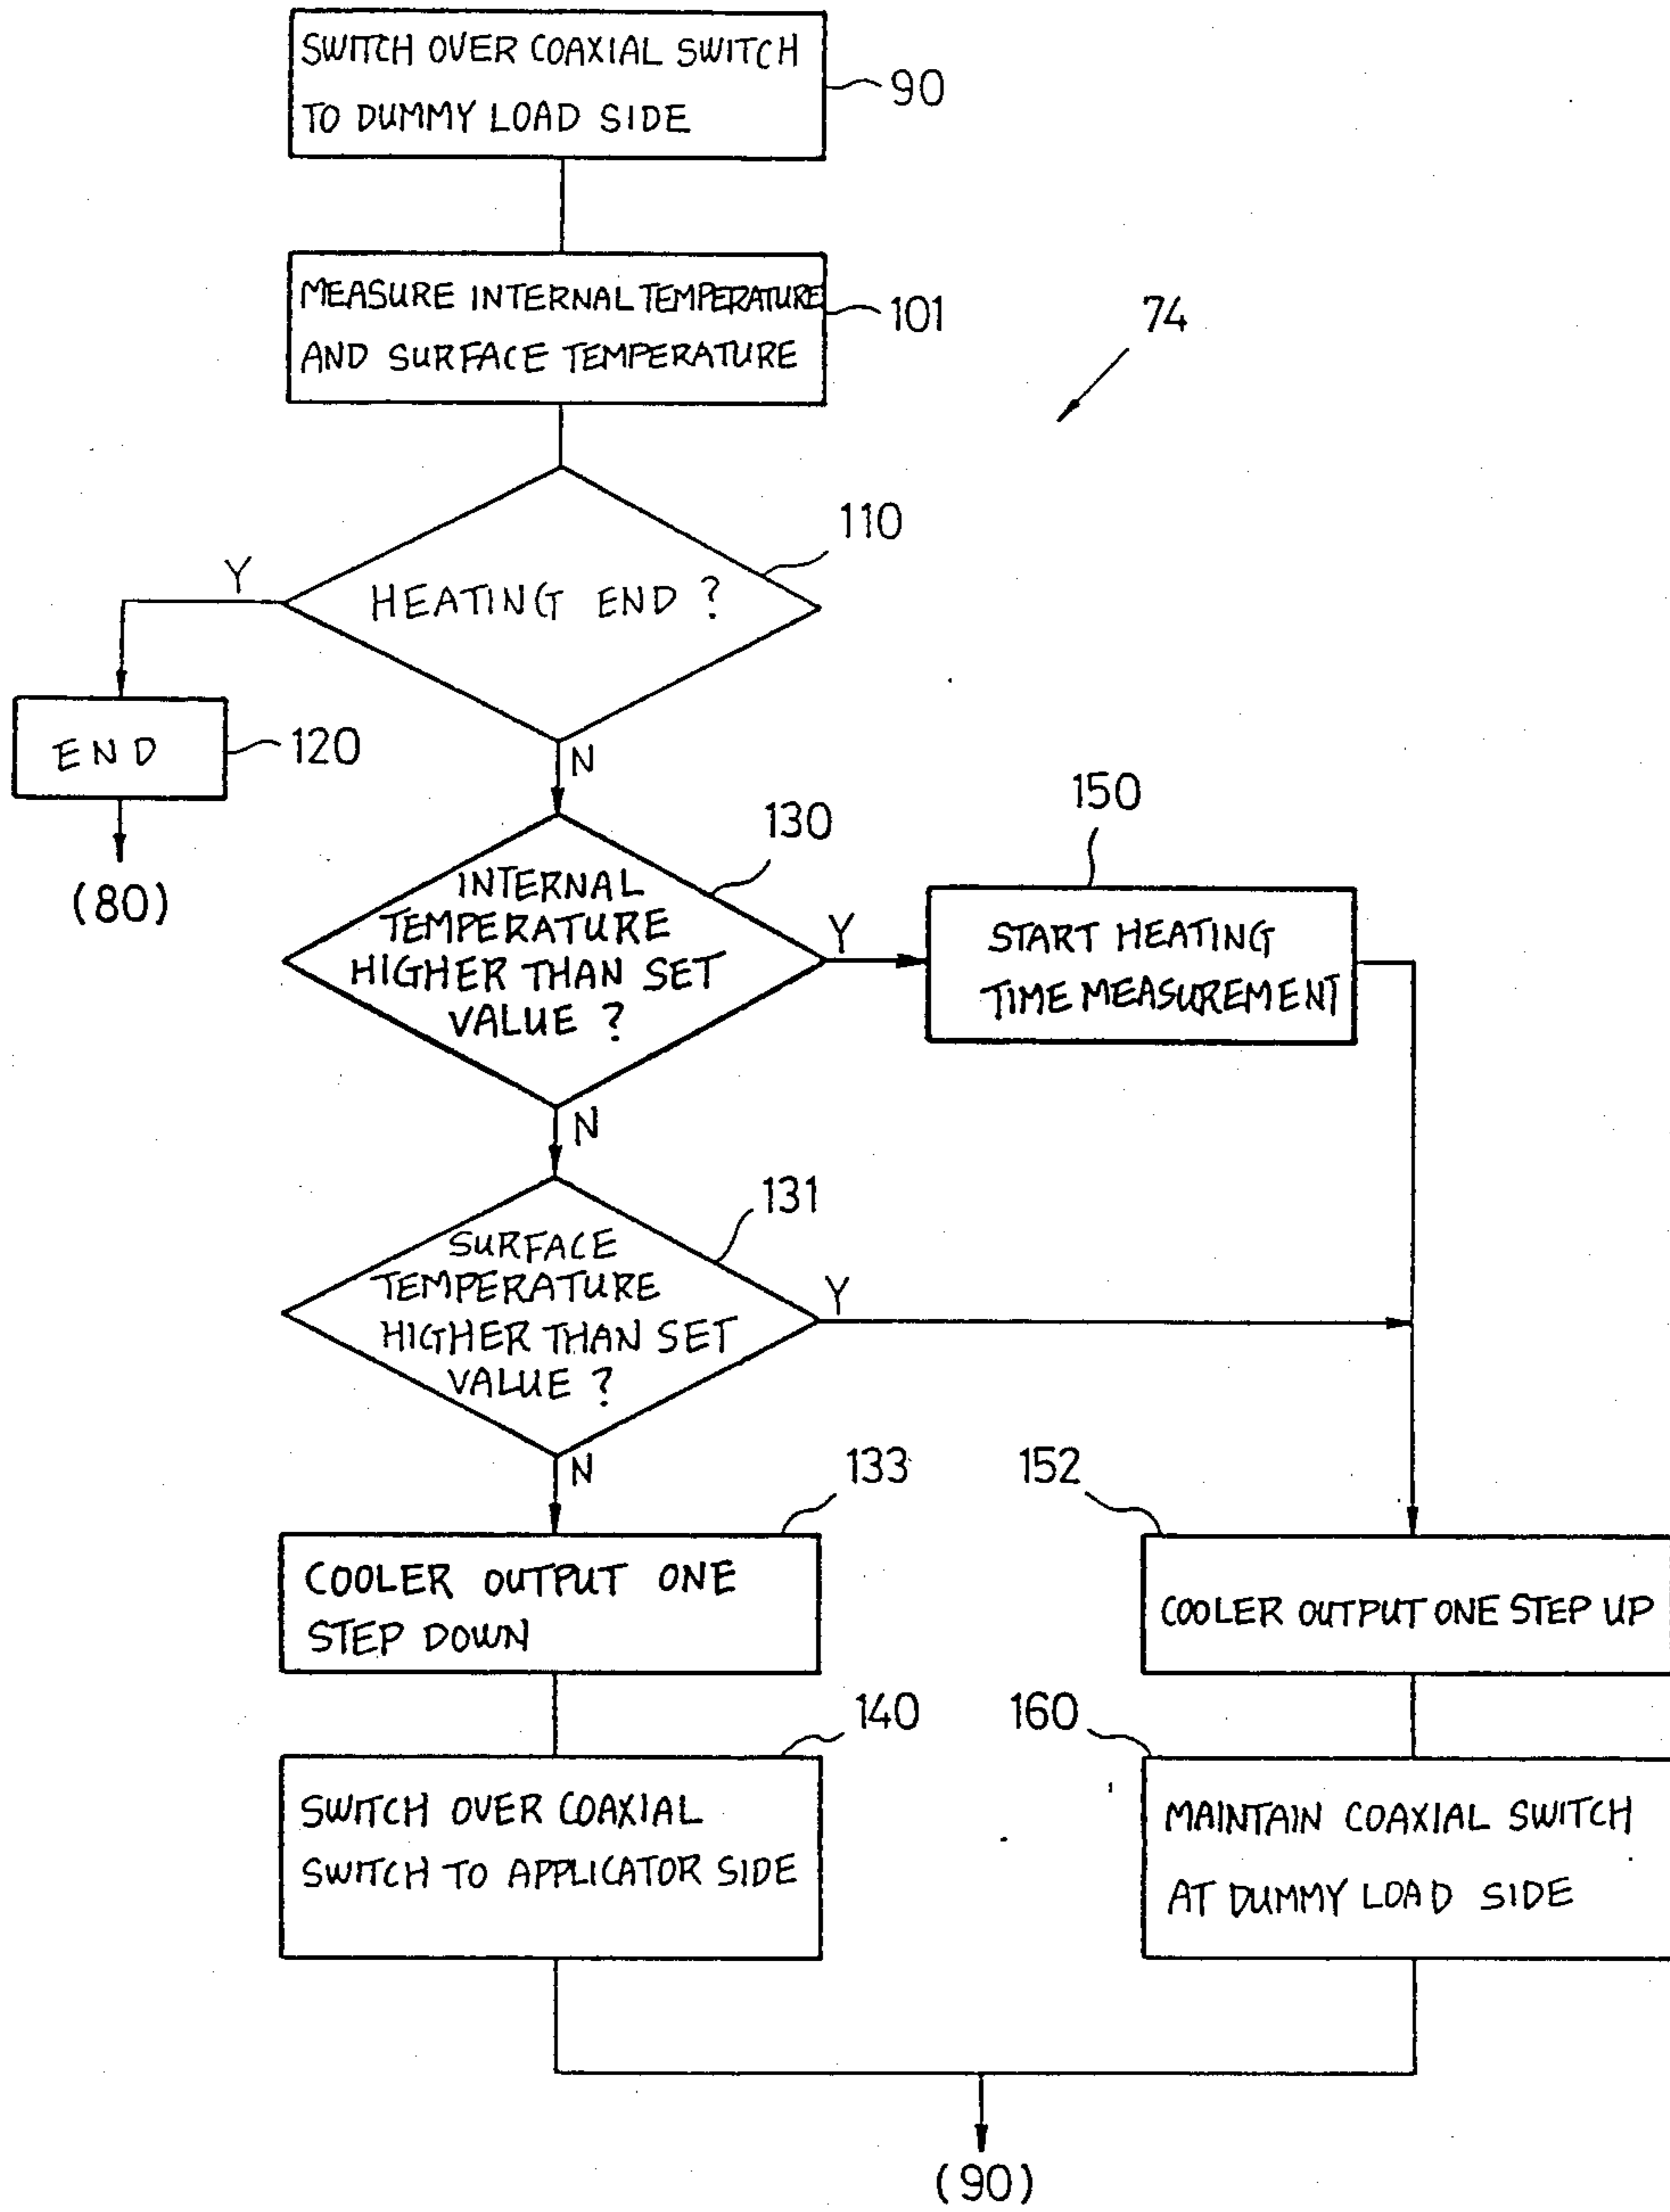 SWITCH OVER COAXIAL SWITCH
TO DUMMY LOAD SIDE
90
MEASURE INTERNAL TEMPERATURE
AND SURFACE TEMPERATURE
101
74
110
HEATING END ?
Y
END
120
(80)
N
130
INTERNAL
TEMPERATURE
HIGHER THAN SET
VALUE ?
Y
150
START HEATING
TIME MEASUREMENT
N
131
SURFACE
TEMPERATURE
HIGHER THAN SET
VALUE ?
Y
N
133
COOLER OUTPUT ONE
STEP DOWN
152
COOLER OUTPUT ONE STEP UP
140
SWITCH OVER COAXIAL
SWITCH TO APPLICATOR SIDE
160
MAINTAIN COAXIAL SWITCH
AT DUMMY LOAD SIDE
(90)